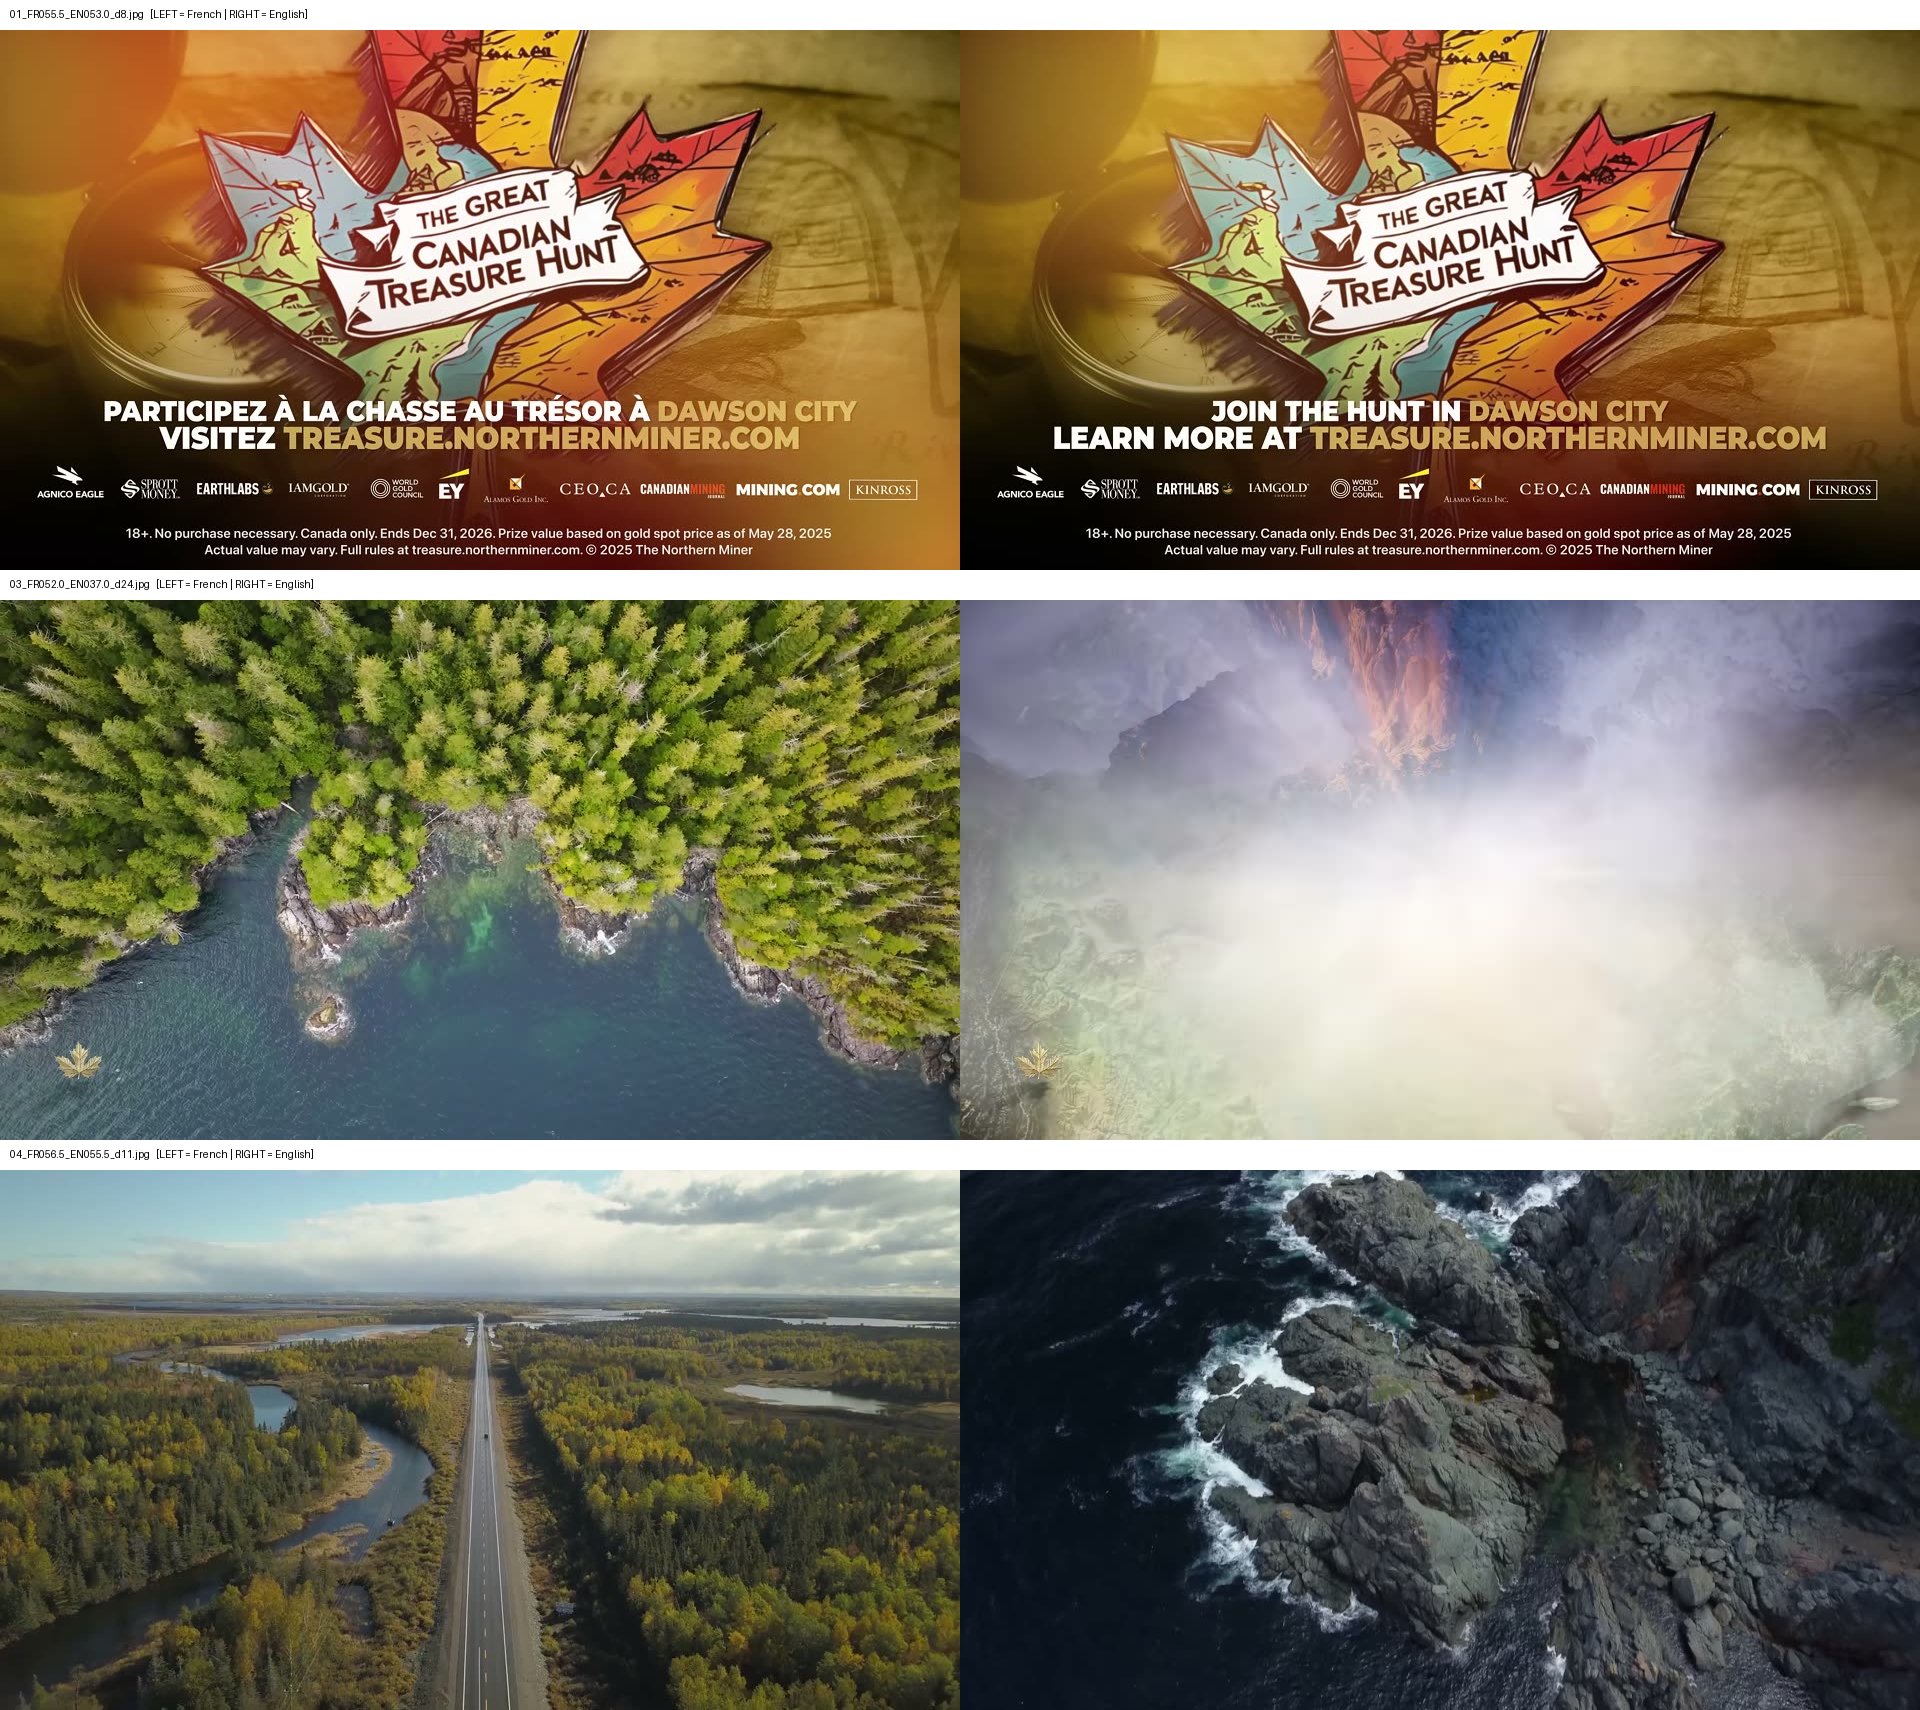 01_FR055.5_EN053.0_d8.jpg [LEFT = French | RIGHT = English]
THE GREAT
CANADIAN
TREASURE HUNT
PARTICIPEZ À LA CHASSE AU TRÉSOR À DAWSON CITY
VISITEZ TREASURE.NORTHERNMINER.COM
AGNICO EAGLE
SPROTT
MONEY
EARTHLABS
IAMGOLD
CORPORATION
WORLD
GOLD
COUNCIL
EY
ALAMOS GOLD INC.
CEO.CA
CANADIANMINING
JOURNAL
MINING.COM
KINROSS
18+. No purchase necessary. Canada only. Ends Dec 31, 2026. Prize value based on gold spot price as of May 28, 2025
Actual value may vary. Full rules at treasure.northernminer.com. © 2025 The Northern Miner
THE GREAT
CANADIAN
TREASURE HUNT
JOIN THE HUNT IN DAWSON CITY
LEARN MORE AT TREASURE.NORTHERNMINER.COM
AGNICO EAGLE
SPROTT
MONEY
EARTHLABS
IAMGOLD
CORPORATION
WORLD
GOLD
COUNCIL
EY
ALAMOS GOLD INC.
CEO.CA
CANADIANMINING
JOURNAL
MINING.COM
KINROSS
18+. No purchase necessary. Canada only. Ends Dec 31, 2026. Prize value based on gold spot price as of May 28, 2025
Actual value may vary. Full rules at treasure.northernminer.com. © 2025 The Northern Miner
03_FR052.0_EN037.0_d24.jpg [LEFT = French | RIGHT = English]
04_FR056.5_EN055.5_d11.jpg [LEFT = French | RIGHT = English]